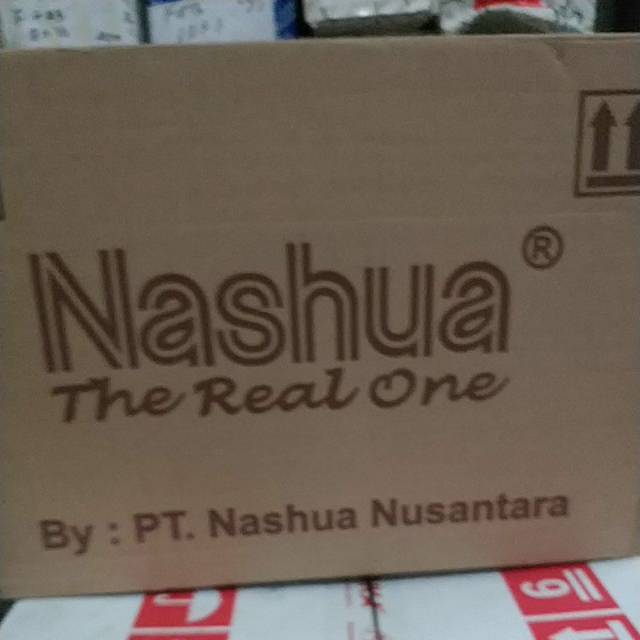 Nashua®
The Real One
By : PT. Nashua Nusantara